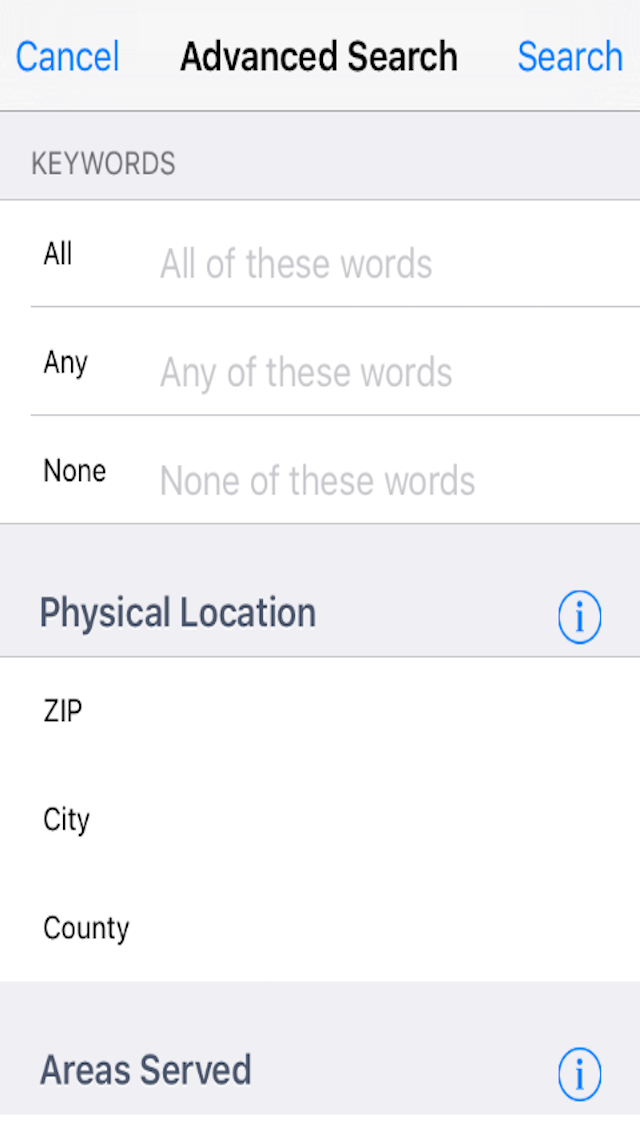 Cancel Advanced Search Search
KEYWORDS
All All of these words
Any Any of these words
None None of these words
Physical Location i
ZIP
City
County
Areas Served i